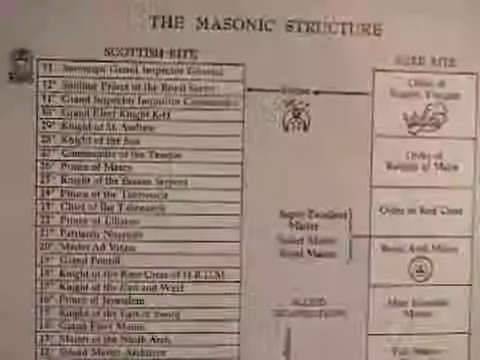 THE MASONIC STRUCTURE
SCOTTISH RITE
33° Sovereign Grand Inspector General
32° Sublime Prince of the Royal Secret
31° Grand Inspector Inquisitor Commander
30° Grand Elect Knight K-H
29° Knight of St. Andrew
28° Knight of the Sun
27° Commander of the Temple
26° Prince of Mercy
25° Knight of the Brazen Serpent
24° Prince of the Tabernacle
23° Chief of the Tabernacle
22° Prince of Libanus
21° Patriarch Noachite
20° Master Ad Vitam
19° Grand Pontiff
18° Knight of the Rose Croix of H.R.D.M.
17° Knight of the East and West
16° Prince of Jerusalem
15° Knight of the East or Sword
14° Grand Elect Mason
13° Master of the Ninth Arch
12° Grand Master Architect
Shrine
Super Excellent
Master
Select Master
Royal Master
ALLIED
ORGANIZATIONS
YORK RITE
Order of
Knights Templar
Order of
Knights of Malta
Order of Red Cross
Royal Arch Mason
Most Excellent
Master
Past Master